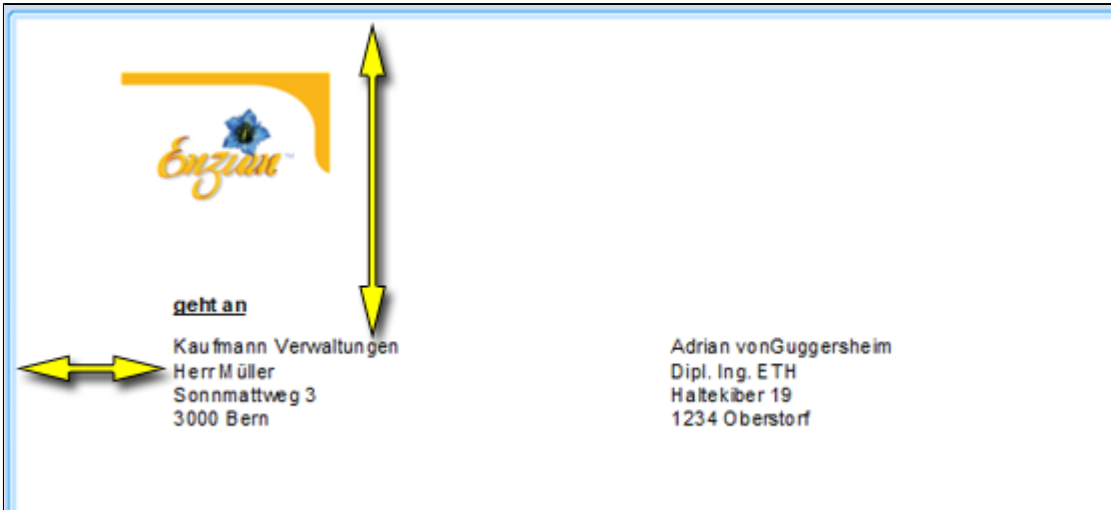 Enzian™
geht an
Kaufmann Verwaltungen
Herr Müller
Sonnmattweg 3
3000 Bern
Adrian vonGuggersheim
Dipl. Ing. ETH
Haltekiber 19
1234 Oberstorf